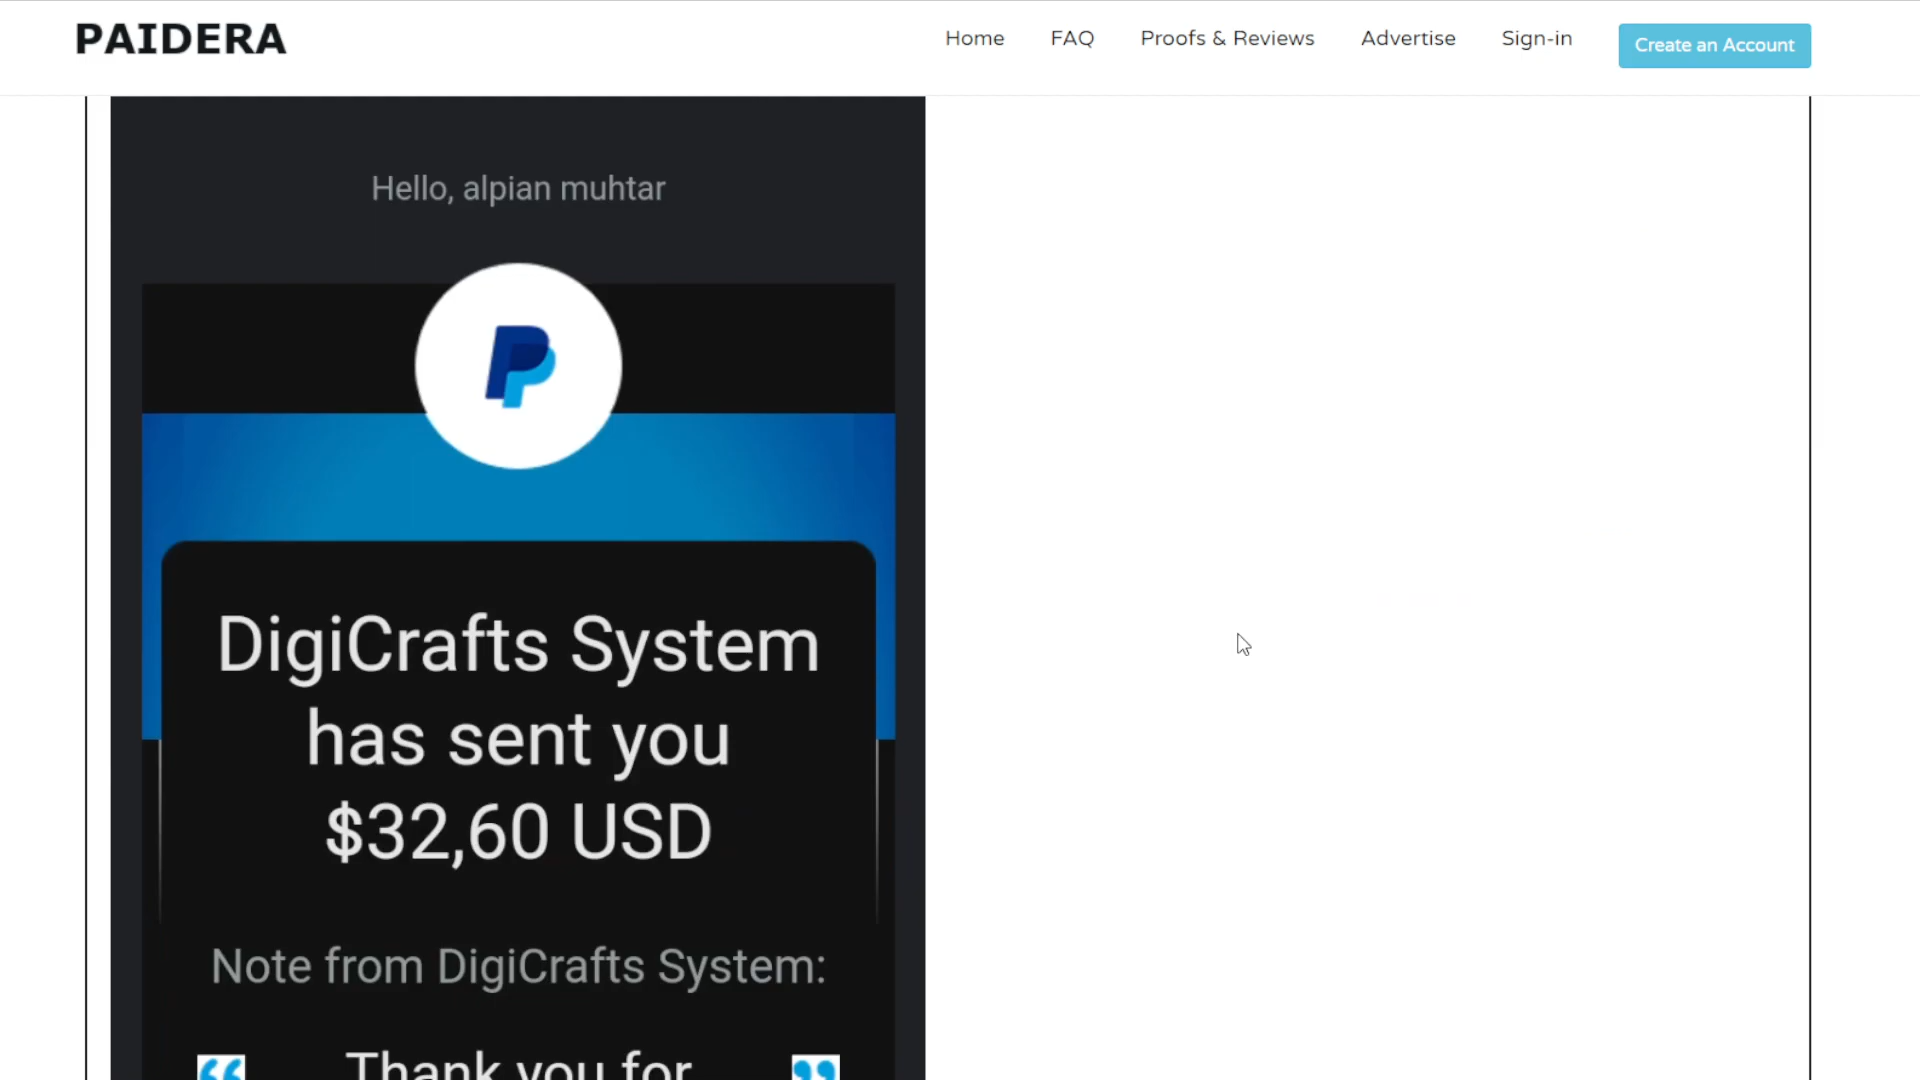 PAIDERA
Home FAQ Proofs & Reviews Advertise Sign-in Create an Account
Hello, alpian muhtar
DigiCrafts System
has sent you
$32,60 USD
Note from DigiCrafts System:
“ Thank you for ”